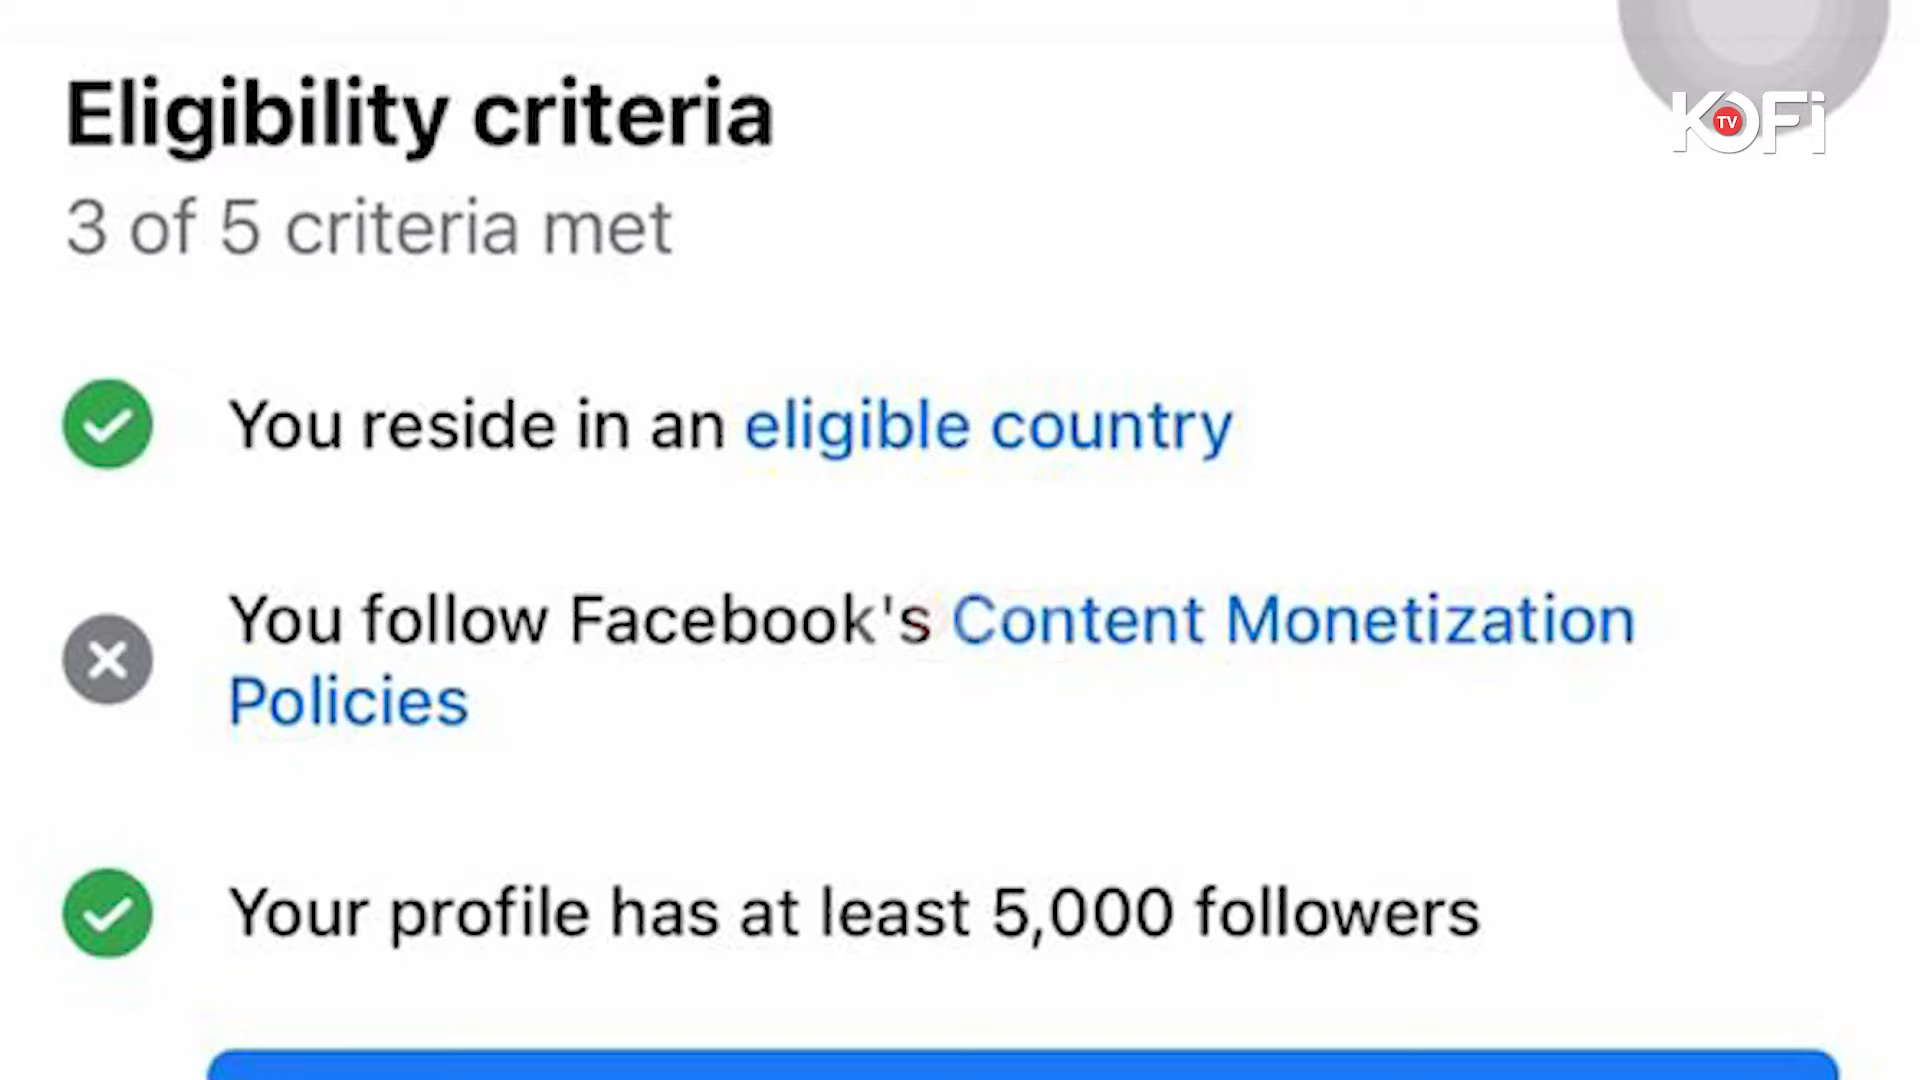 Eligibility criteria
KOFi
TV
3 of 5 criteria met
You reside in an eligible country
You follow Facebook's Content Monetization
Policies
Your profile has at least 5,000 followers